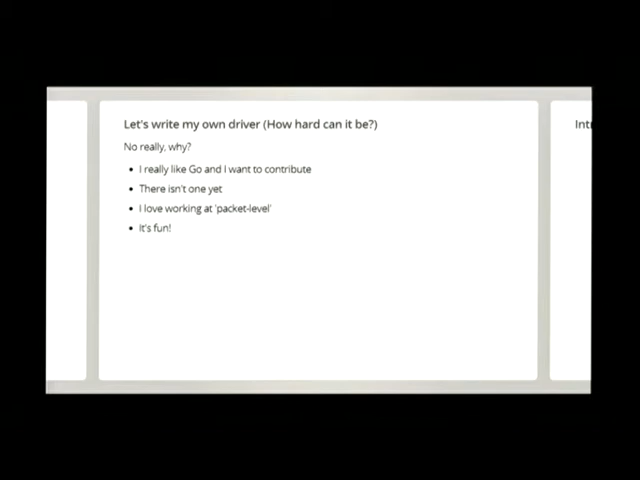 Let's write my own driver (How hard can it be?)
No really, why?
• I really like Go and I want to contribute
• There isn't one yet
• I love working at 'packet-level'
• It's fun!